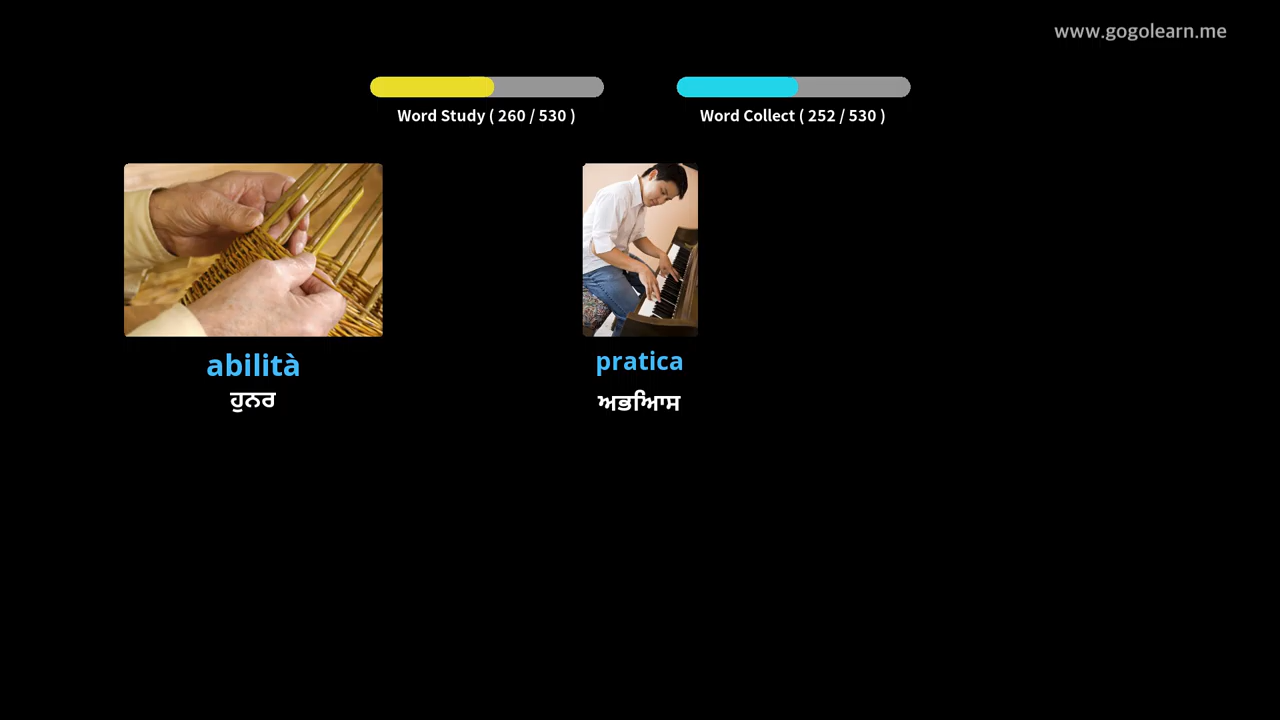 www.gogolearn.me
Word Study ( 260 / 530 )
Word Collect ( 252 / 530 )
abilità
ਹੁਨਰ
pratica
ਅਭਿਆਸ